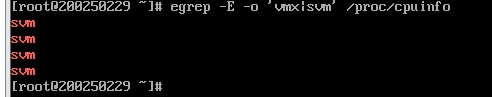 [root@200250229 ~]# egrep -E -o 'vmx|svm' /proc/cpuinfo
svm
svm
svm
svm
[root@200250229 ~]#